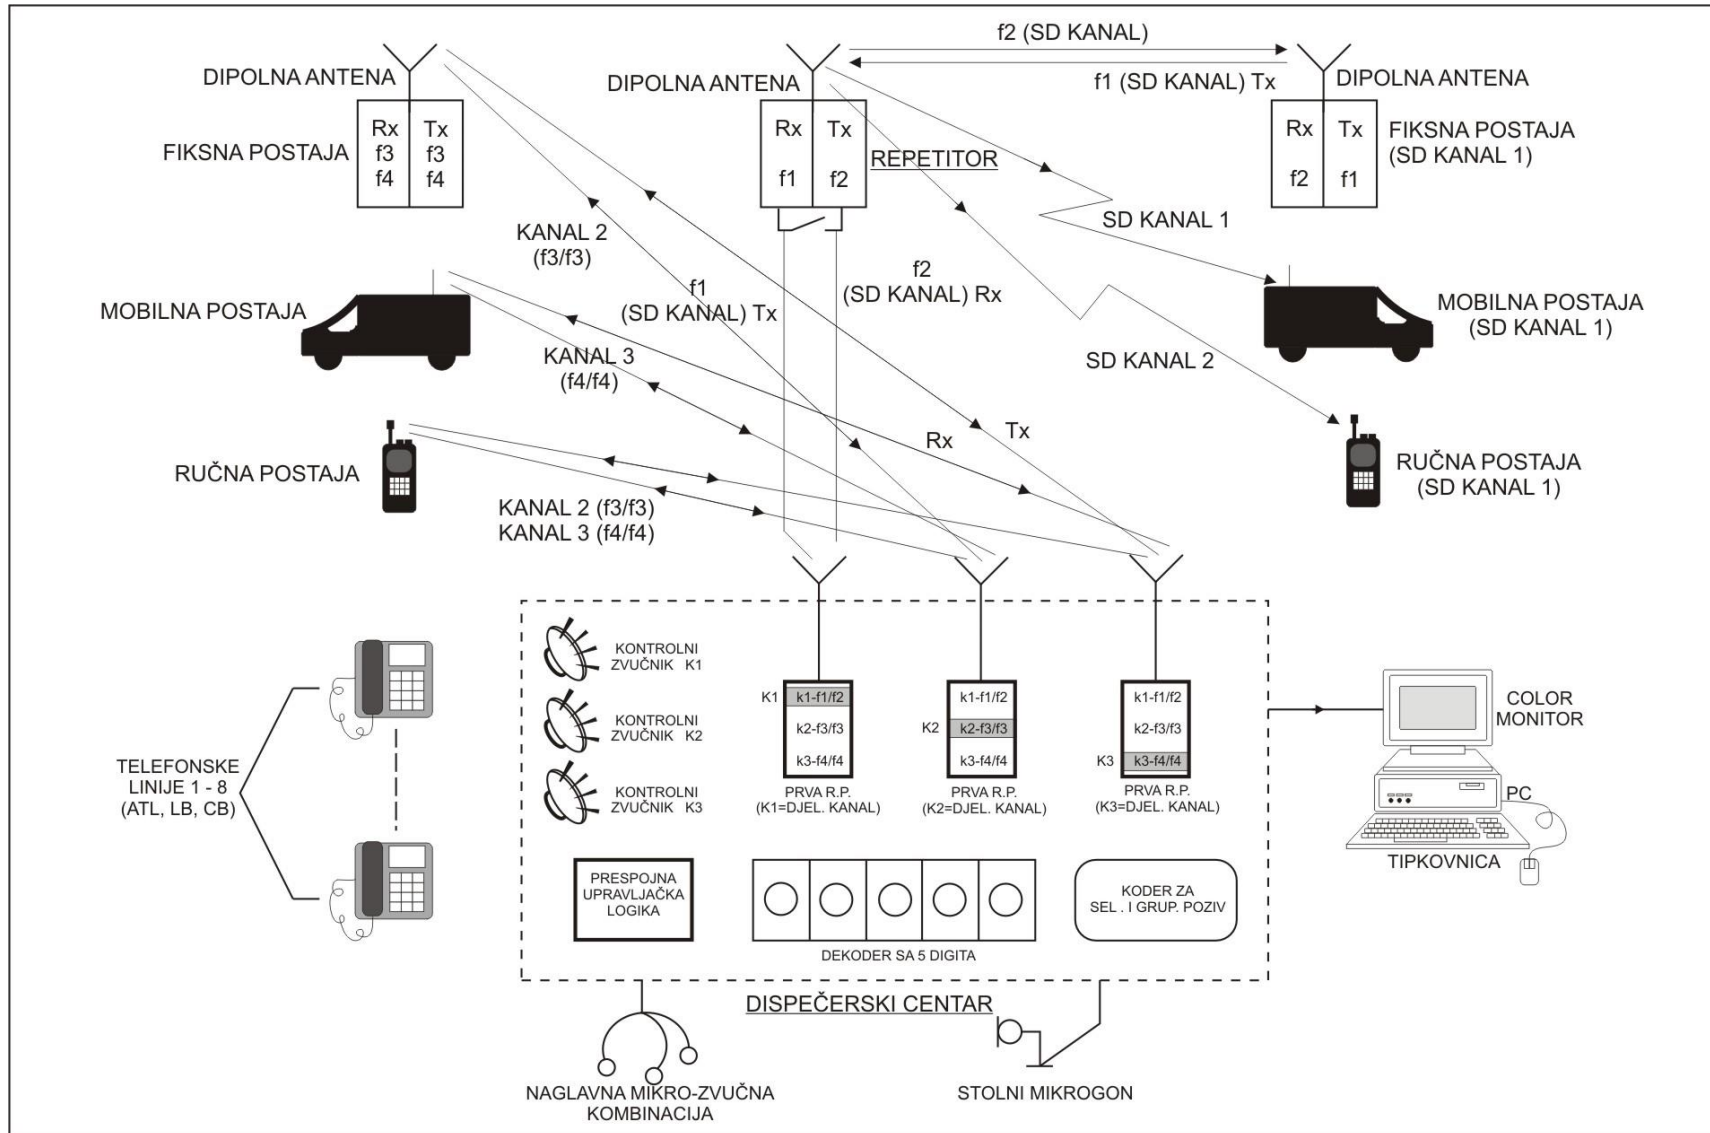 f2 (SD KANAL)
f1 (SD KANAL) Tx
DIPOLNA ANTENA
DIPOLNA ANTENA
DIPOLNA ANTENA
FIKSNA POSTAJA
Rx
f3
f4
Tx
f3
f4
Rx
f1
Tx
f2
REPETITOR
Rx
f2
Tx
f1
FIKSNA POSTAJA
(SD KANAL 1)
KANAL 2
(f3/f3)
f1
(SD KANAL) Tx
f2
(SD KANAL) Rx
SD KANAL 1
MOBILNA POSTAJA
MOBILNA POSTAJA
(SD KANAL 1)
KANAL 3
(f4/f4)
SD KANAL 2
Rx
Tx
RUČNA POSTAJA
RUČNA POSTAJA
(SD KANAL 1)
KANAL 2 (f3/f3)
KANAL 3 (f4/f4)
KONTROLNI
ZVUČNIK K1
KONTROLNI
ZVUČNIK K2
KONTROLNI
ZVUČNIK K3
K1
k1-f1/f2
k2-f3/f3
k3-f4/f4
PRVA R.P.
(K1=DJEL. KANAL)
k1-f1/f2
K2
k2-f3/f3
k3-f4/f4
PRVA R.P.
(K2=DJEL. KANAL)
k1-f1/f2
k2-f3/f3
K3
k3-f4/f4
PRVA R.P.
(K3=DJEL. KANAL)
COLOR
MONITOR
PC
TIPKOVNICA
TELEFONSKE
LINIJE 1 - 8
(ATL, LB, CB)
PRESPOJNA
UPRAVLJAČKA
LOGIKA
DEKODER SA 5 DIGITA
KODER ZA
SEL . I GRUP. POZIV
DISPEČERSKI CENTAR
NAGLAVNA MIKRO-ZVUČNA
KOMBINACIJA
STOLNI MIKROGON